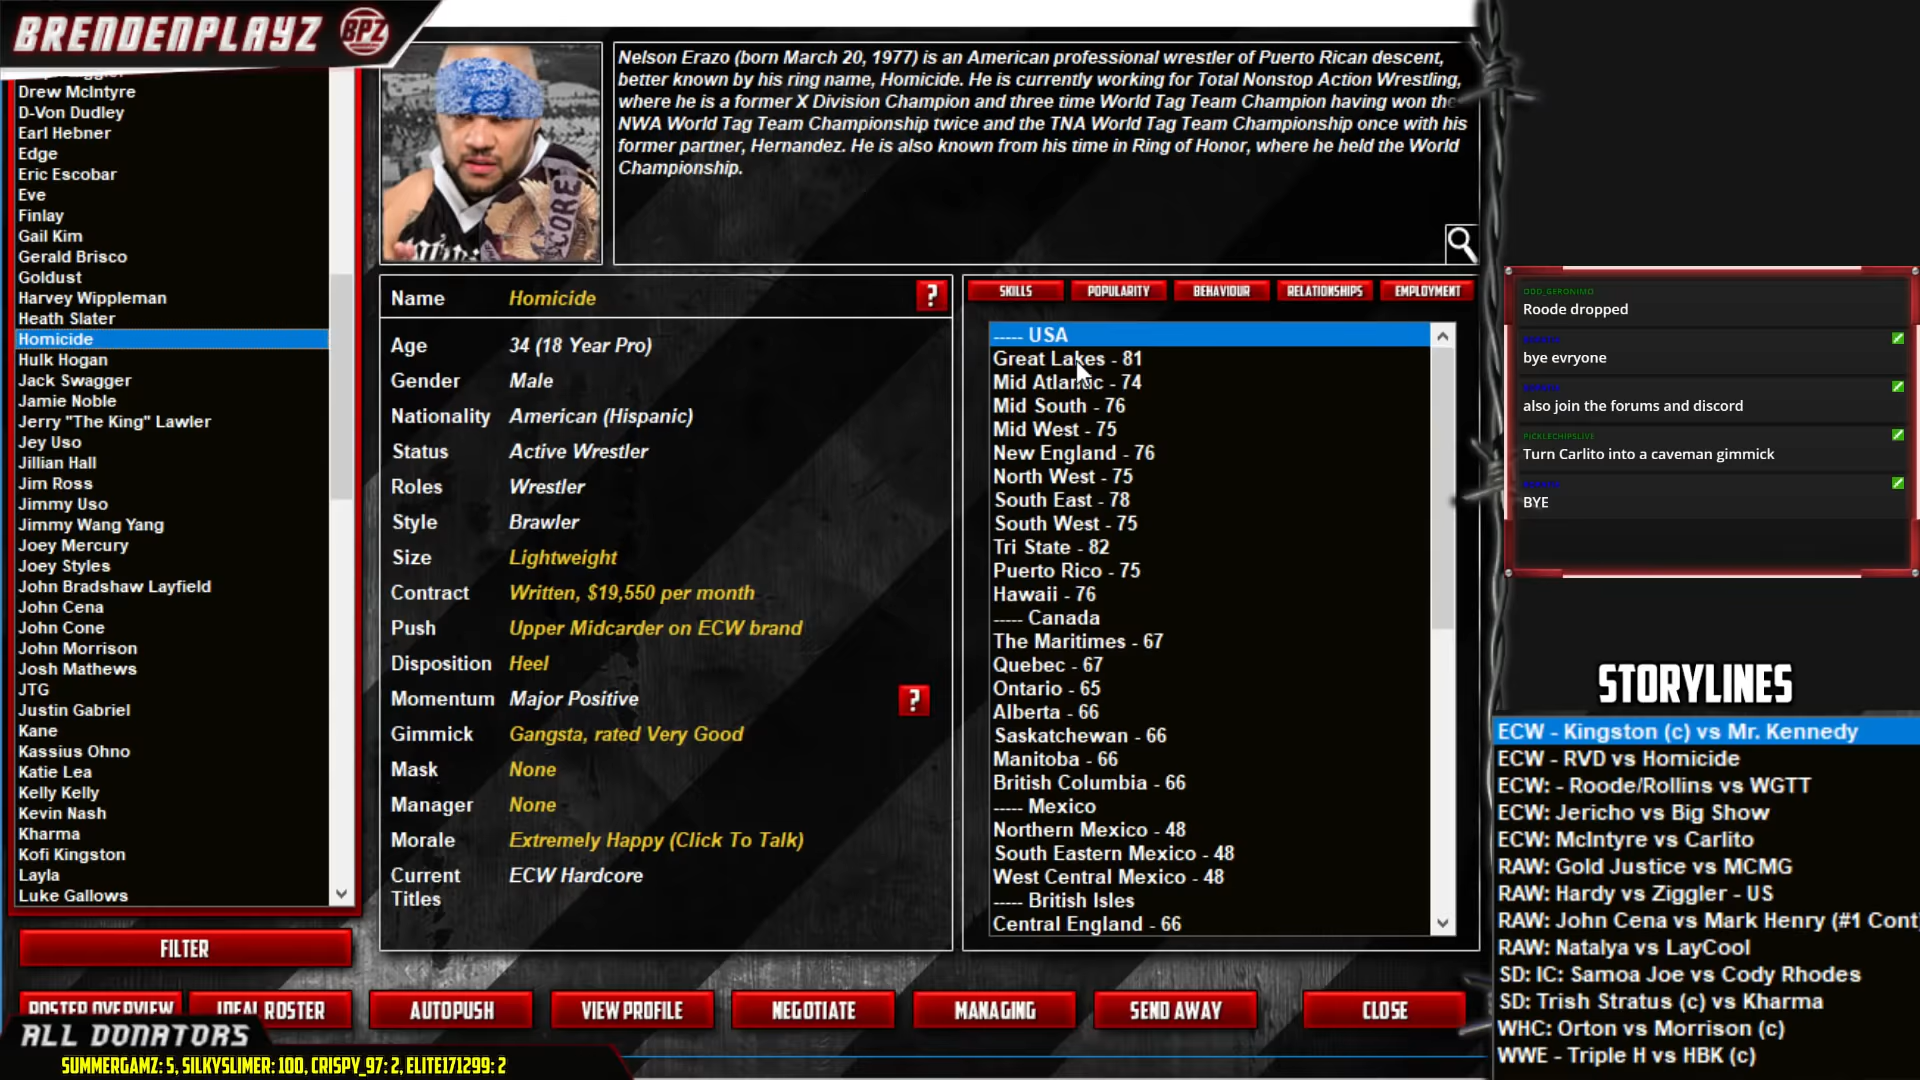 BRENDENPLAYZ
BPZ
Drew McIntyre
D-Von Dudley
Earl Hebner
Edge
Eric Escobar
Eve
Finlay
Gail Kim
Gerald Brisco
Goldust
Harvey Wippleman
Heath Slater
Homicide
Hulk Hogan
Jack Swagger
Jamie Noble
Jerry "The King" Lawler
Jey Uso
Jillian Hall
Jim Ross
Jimmy Uso
Jimmy Wang Yang
Joey Mercury
Joey Styles
John Bradshaw Layfield
John Cena
John Cone
John Morrison
Josh Mathews
JTG
Justin Gabriel
Kane
Kassius Ohno
Katie Lea
Kelly Kelly
Kevin Nash
Kharma
Kofi Kingston
Layla
Luke Gallows
FILTER
ROSTER OVERVIEW
IDEAL ROSTER
AUTOPUSH
VIEW PROFILE
NEGOTIATE
MANAGING
SEND AWAY
CLOSE
Nelson Erazo (born March 20, 1977) is an American professional wrestler of Puerto Rican descent,
better known by his ring name, Homicide. He is currently working for Total Nonstop Action Wrestling,
where he is a former X Division Champion and three time World Tag Team Champion having won the
NWA World Tag Team Championship twice and the TNA World Tag Team Championship once with his
former partner, Hernandez. He is also known from his time in Ring of Honor, where he held the World
Championship.
Name Homicide
?
Age 34 (18 Year Pro)
Gender Male
Nationality American (Hispanic)
Status Active Wrestler
Roles Wrestler
Style Brawler
Size Lightweight
Contract Written, $19,550 per month
Push Upper Midcarder on ECW brand
Disposition Heel
Momentum Major Positive
?
Gimmick Gangsta, rated Very Good
Mask None
Manager None
Morale Extremely Happy (Click To Talk)
Current Titles ECW Hardcore
SKILLS
POPULARITY
BEHAVIOUR
RELATIONSHIPS
EMPLOYMENT
----- USA
Great Lakes - 81
Mid Atlantic - 74
Mid South - 76
Mid West - 75
New England - 76
North West - 75
South East - 78
South West - 75
Tri State - 82
Puerto Rico - 75
Hawaii - 76
----- Canada
The Maritimes - 67
Quebec - 67
Ontario - 65
Alberta - 66
Saskatchewan - 66
Manitoba - 66
British Columbia - 66
----- Mexico
Northern Mexico - 48
South Eastern Mexico - 48
West Central Mexico - 48
----- British Isles
Central England - 66
ODD_GERONIMO
Roode dropped
bye evryone
also join the forums and discord
PICKLECHIPSLIVE
Turn Carlito into a caveman gimmick
BYE
STORYLINES
ECW - Kingston (c) vs Mr. Kennedy
ECW - RVD vs Homicide
ECW: - Roode/Rollins vs WGTT
ECW: Jericho vs Big Show
ECW: McIntyre vs Carlito
RAW: Gold Justice vs MCMG
RAW: Hardy vs Ziggler - US
RAW: John Cena vs Mark Henry (#1 Cont
RAW: Natalya vs LayCool
SD: IC: Samoa Joe vs Cody Rhodes
SD: Trish Stratus (c) vs Kharma
WHC: Orton vs Morrison (c)
WWE - Triple H vs HBK (c)
ALL DONATORS
SUMMERGAMZ: 5, SILKYSLIMER: 100, CRISPY_97: 2, ELITE171299: 2